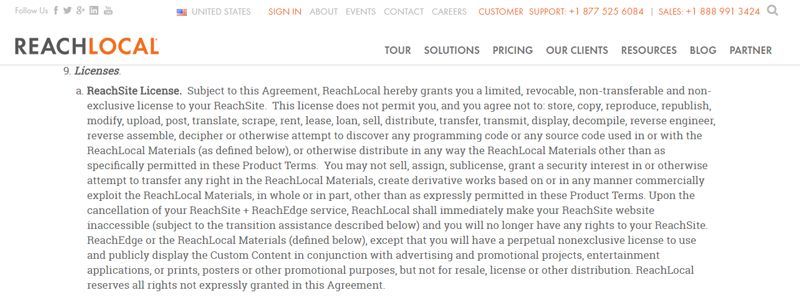 Follow Us UNITED STATES SIGN IN ABOUT EVENTS CONTACT CAREERS CUSTOMER SUPPORT: +1 877 525 6084 | SALES: +1 888 991 3424
REACHLOCAL TOUR SOLUTIONS PRICING OUR CLIENTS RESOURCES BLOG PARTNER
9. Licenses.
a. ReachSite License. Subject to this Agreement, ReachLocal hereby grants you a limited, revocable, non-transferable and non-
exclusive license to your ReachSite. This license does not permit you, and you agree not to: store, copy, reproduce, republish,
modify, upload, post, translate, scrape, rent, lease, loan, sell, distribute, transfer, transmit, display, decompile, reverse engineer,
reverse assemble, decipher or otherwise attempt to discover any programming code or any source code used in or with the
ReachLocal Materials (as defined below), or otherwise distribute in any way the ReachLocal Materials other than as
specifically permitted in these Product Terms. You may not sell, assign, sublicense, grant a security interest in or otherwise
attempt to transfer any right in the ReachLocal Materials, create derivative works based on or in any manner commercially
exploit the ReachLocal Materials, in whole or in part, other than as expressly permitted in these Product Terms. Upon the
cancellation of your ReachSite + ReachEdge service, ReachLocal shall immediately make your ReachSite website
inaccessible (subject to the transition assistance described below) and you will no longer have any rights to your ReachSite.
ReachEdge or the ReachLocal Materials (defined below), except that you will have a perpetual nonexclusive license to use
and publicly display the Custom Content in conjunction with advertising and promotional projects, entertainment
applications, or prints, posters or other promotional purposes, but not for resale, license or other distribution. ReachLocal
reserves all rights not expressly granted in this Agreement.